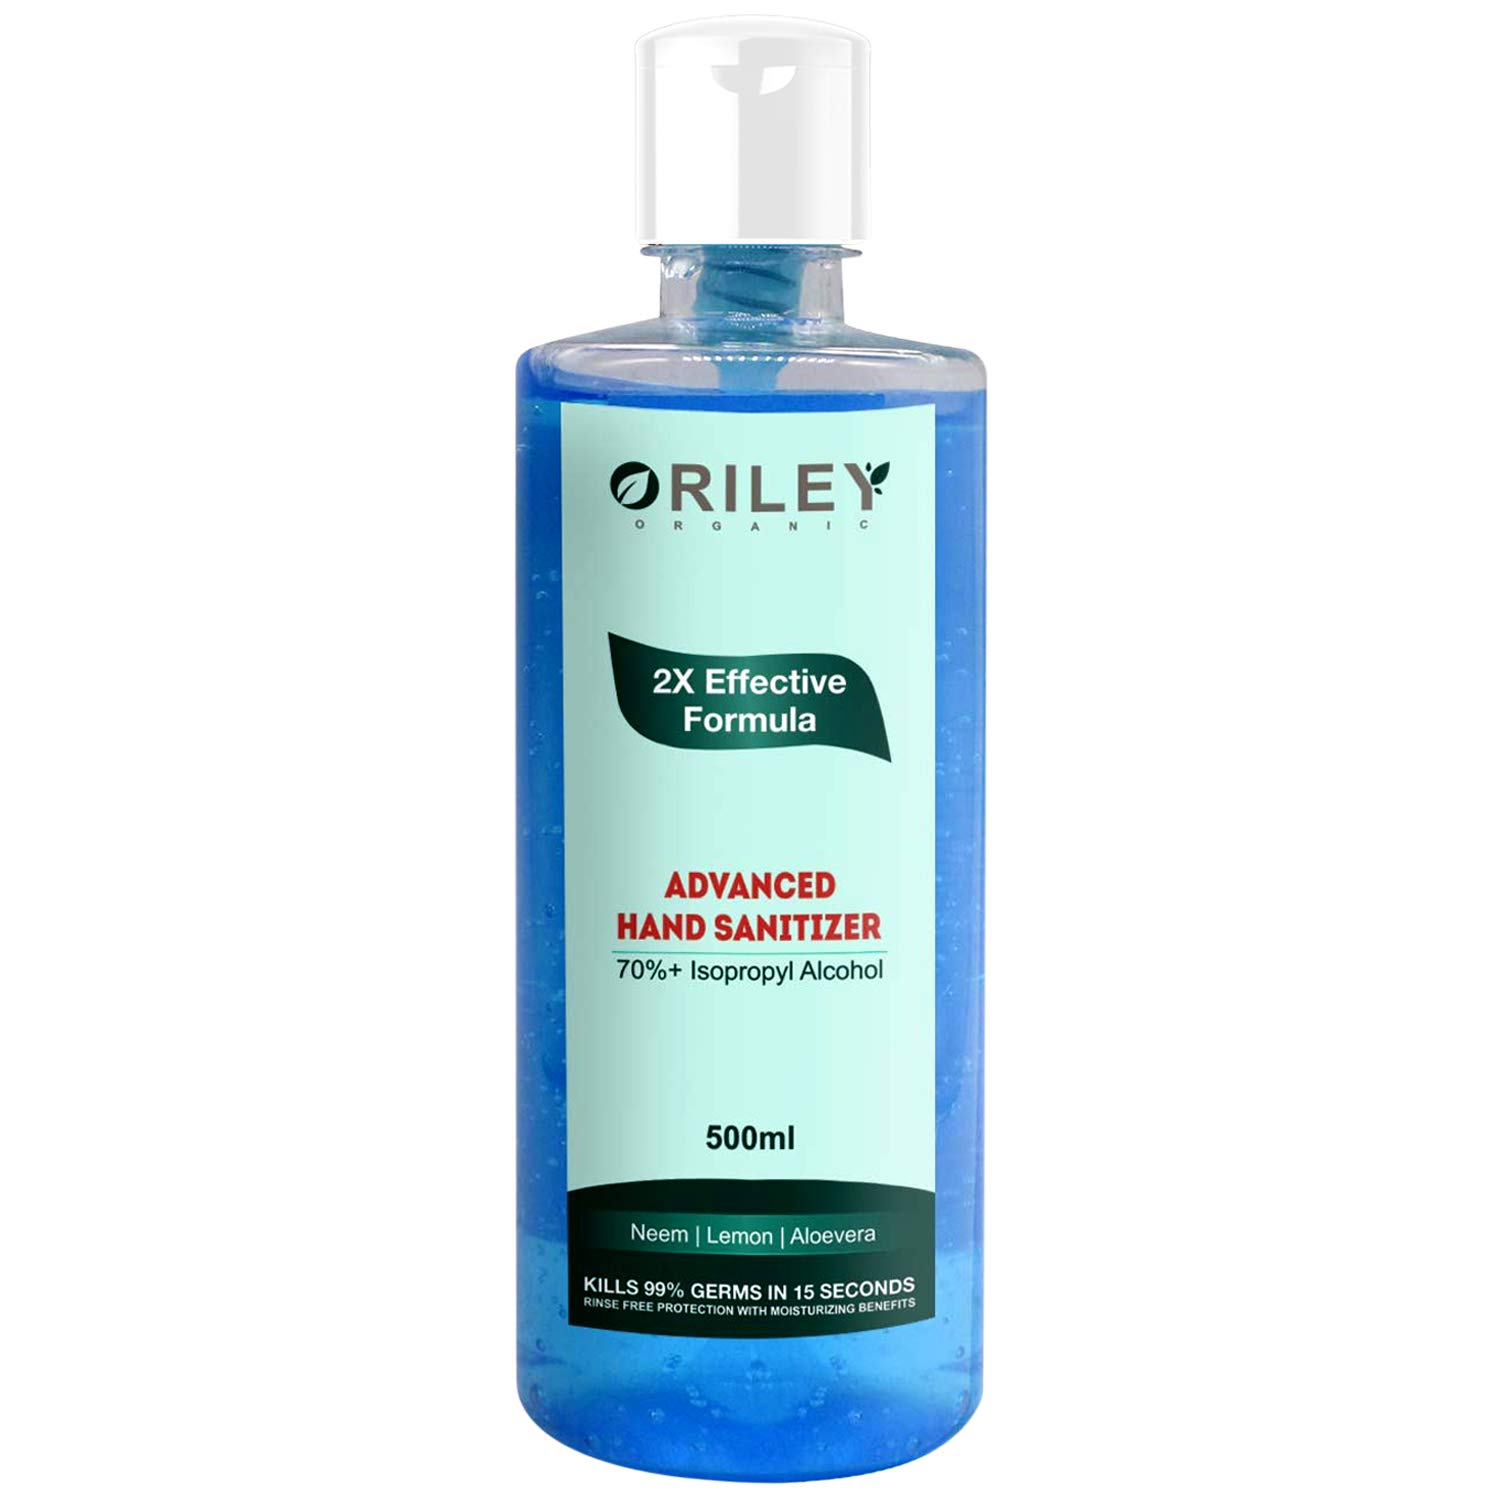 ORILEY
ORGANIC
2X Effective
Formula
ADVANCED
HAND SANITIZER
70%+ Isopropyl Alcohol
500ml
Neem | Lemon | Aloevera
KILLS 99% GERMS IN 15 SECONDS
RINSE FREE PROTECTION WITH MOISTURIZING BENEFITS